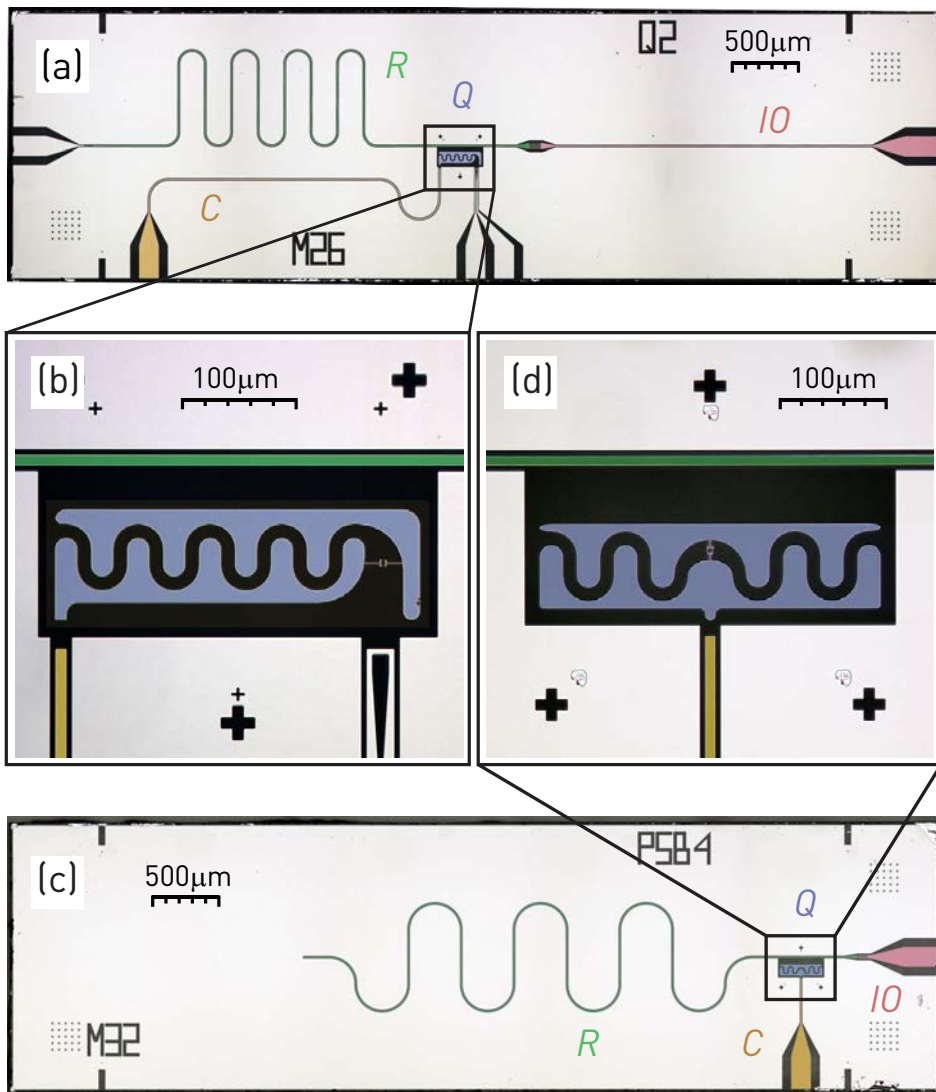 (a)
R
Q
Q2
500μm
IO
C
M26
(b)
100μm
(d)
100μm
(c)
500μm
PSB4
Q
R
C
IO
M32